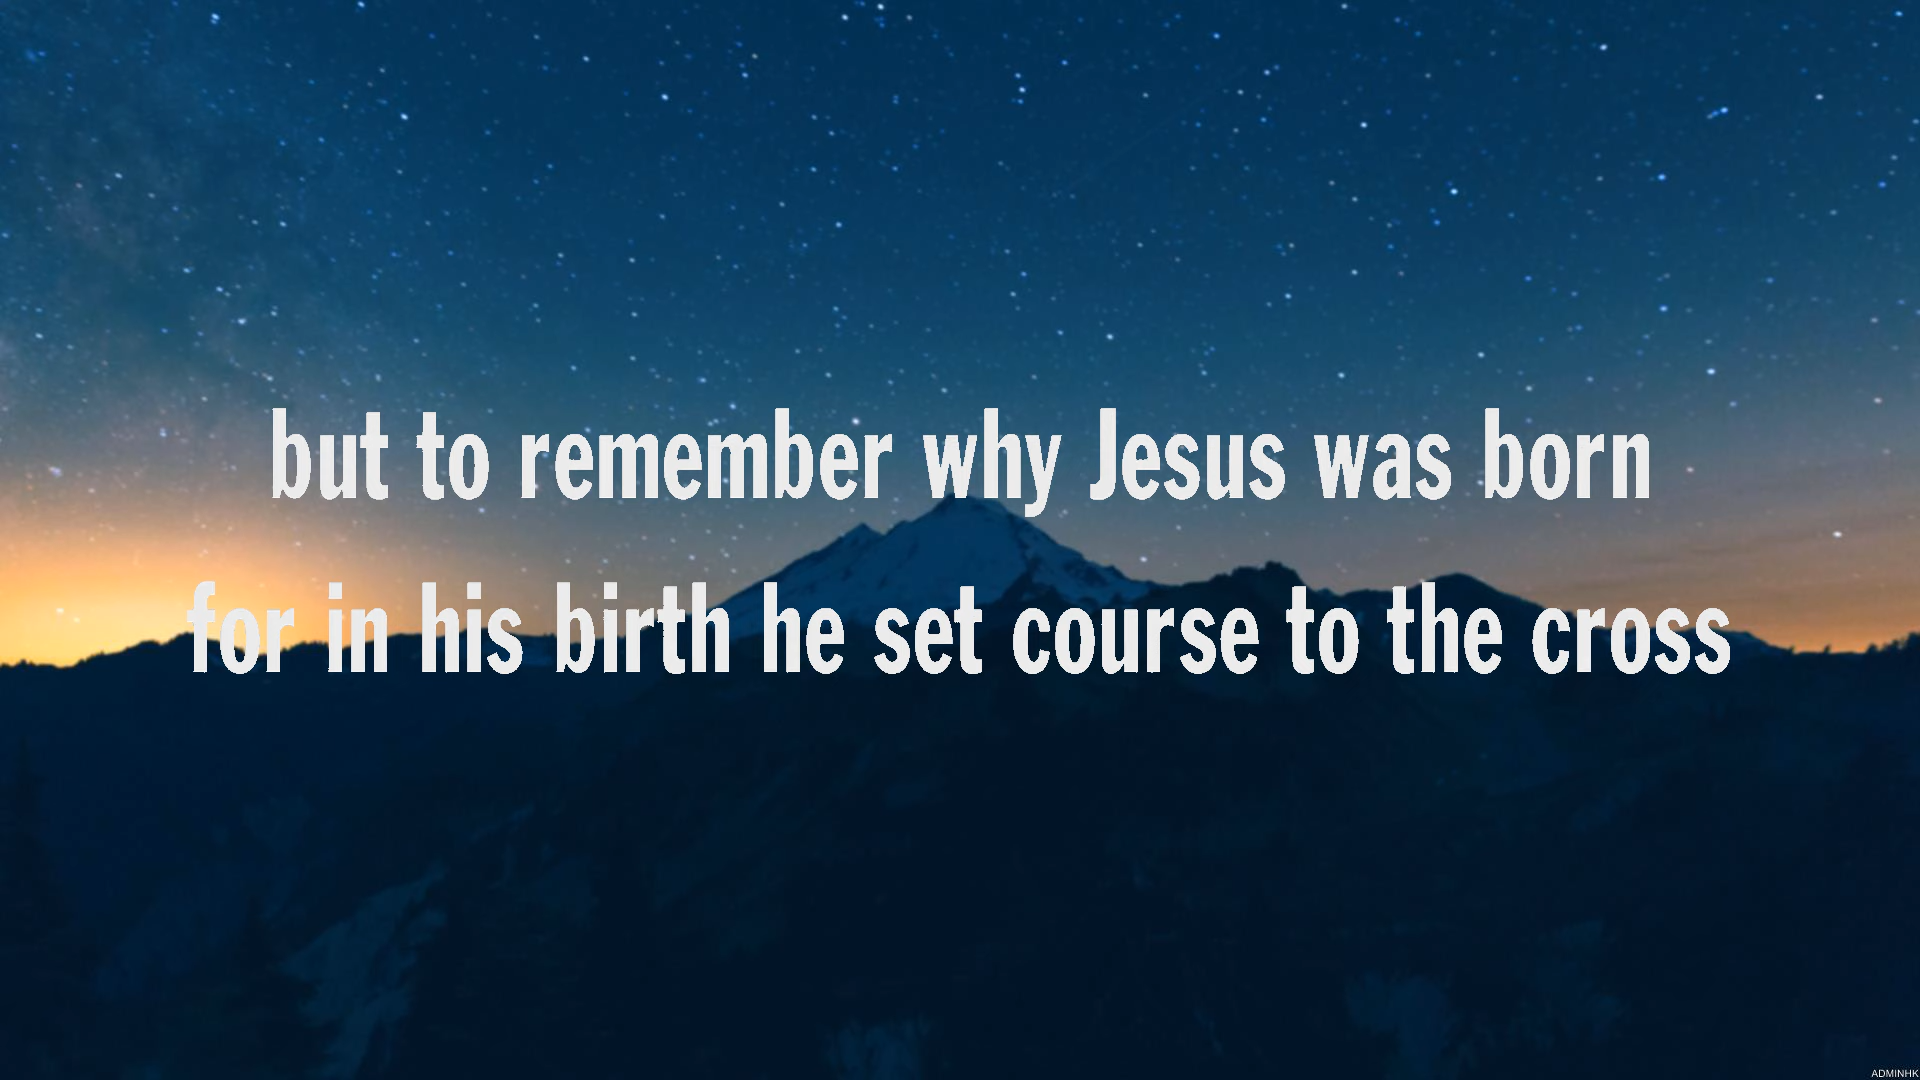 but to remember why Jesus was born
for in his birth he set course to the cross
ADMINHK